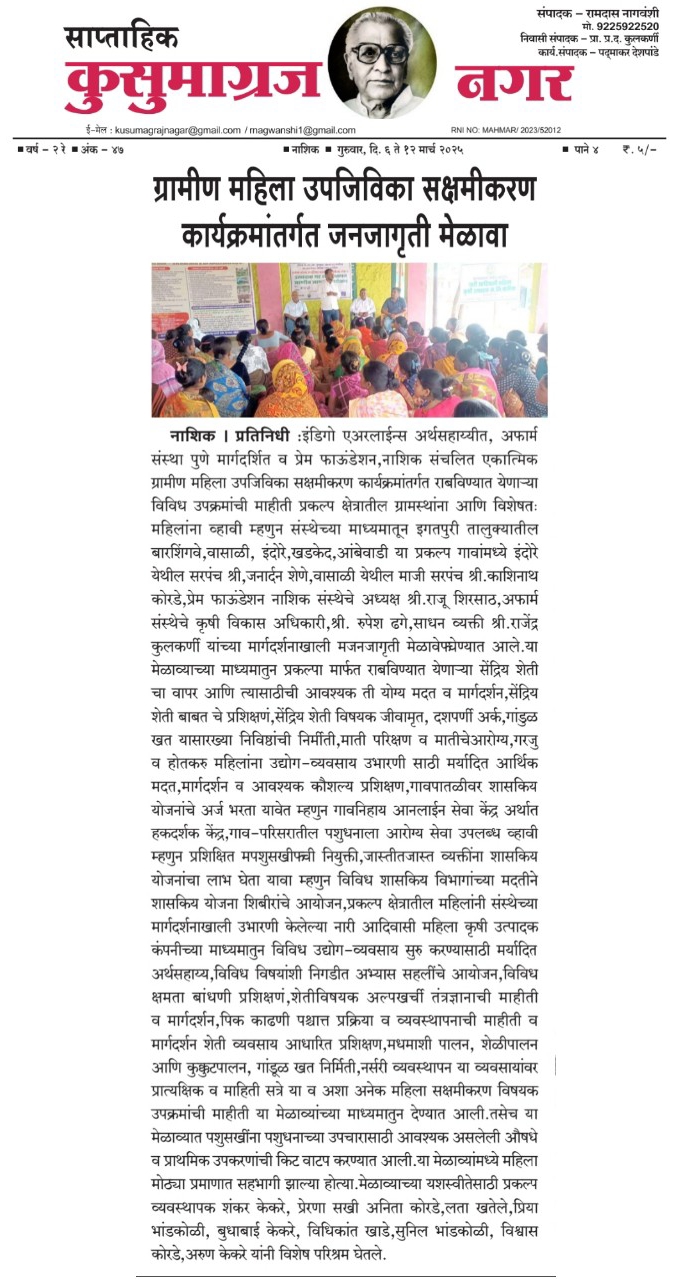 संपादक – रामदास नागवंशी
मो. 9225922520
निवासी संपादक – प्रा. प्र.द. कुलकर्णी
कार्य.संपादक – पद्माकर देशपांडे
साप्ताहिक
कुसुमाग्रज नगर
ई-मेल : kusumagrajnagar@gmail.com /magwanshi1@gmail.com
RNI NO: MAHMAR/ 2023/52012
■ वर्ष – २ रे ■ अंक – ४७ ■ नाशिक ■ गुरुवार, दि. ६ ते १२ मार्च २०२५ ■ पाने ४ ₹. ५/–
ग्रामीण महिला उपजिविका सक्षमीकरण
कार्यक्रमांतर्गत जनजागृती मेळावा
नाशिक । प्रतिनिधी :इंडिगो एअरलाईन्स अर्थसहाय्यीत, अफार्म
संस्था पुणे मार्गदर्शित व प्रेम फाऊंडेशन,नाशिक संचलित एकात्मिक
ग्रामीण महिला उपजिविका सक्षमीकरण कार्यक्रमांतर्गत राबविण्यात येणाऱ्या
विविध उपक्रमांची माहीती प्रकल्प क्षेत्रातील ग्रामस्थांना आणि विशेषतः
महिलांना व्हावी म्हणुन संस्थेच्या माध्यमातून इगतपुरी तालुक्यातील
बारशिंगवे,वासाळी, इंदोरे,खडकेद,आंबेवाडी या प्रकल्प गावांमध्ये इंदोरे
येथील सरपंच श्री,जनार्दन शेणे,वासाळी येथील माजी सरपंच श्री.काशिनाथ
कोरडे,प्रेम फाऊंडेशन नाशिक संस्थेचे अध्यक्ष श्री.राजू शिरसाठ,अफार्म
संस्थेचे कृषी विकास अधिकारी,श्री. रुपेश ढगे,साधन व्यक्ती श्री.राजेंद्र
कुलकर्णी यांच्या मार्गदर्शनाखाली मजनजागृती मेळावेफ्घेण्यात आले.या
मेळाव्याच्या माध्यमातुन प्रकल्पा मार्फत राबविण्यात येणाऱ्या सेंद्रिय शेती
चा वापर आणि त्यासाठीची आवश्यक ती योग्य मदत व मार्गदर्शन,सेंद्रिय
शेती बाबत चे प्रशिक्षणं,सेंद्रिय शेती विषयक जीवामृत, दशपर्णी अर्क,गांडुळ
खत यासारख्या निविष्ठांची निर्मीती,माती परिक्षण व मातीचेआरोग्य,गरजु
व होतकरु महिलांना उद्योग–व्यवसाय उभारणी साठी मर्यादित आर्थिक
मदत,मार्गदर्शन व आवश्यक कौशल्य प्रशिक्षण,गावपातळीवर शासकिय
योजनांचे अर्ज भरता यावेत म्हणुन गावनिहाय आनलाईन सेवा केंद्र अर्थात
हकदर्शक केंद्र,गाव–परिसरातील पशुधनाला आरोग्य सेवा उपलब्ध व्हावी
म्हणुन प्रशिक्षित मपशुसखीफ्ची नियुक्ती,जास्तीतजास्त व्यक्तींना शासकिय
योजनांचा लाभ घेता यावा म्हणुन विविध शासकिय विभागांच्या मदतीने
शासकिय योजना शिबीरांचे आयोजन,प्रकल्प क्षेत्रातील महिलांनी संस्थेच्या
मार्गदर्शनाखाली उभारणी केलेल्या नारी आदिवासी महिला कृषी उत्पादक
कंपनीच्या माध्यमातुन विविध उद्योग–व्यवसाय सुरु करण्यासाठी मर्यादित
अर्थसहाय्य,विविध विषयांशी निगडीत अभ्यास सहलींचे आयोजन,विविध
क्षमता बांधणी प्रशिक्षणं,शेतीविषयक अल्पखर्ची तंत्रज्ञानाची माहीती
व मार्गदर्शन,पिक काढणी पश्चात्त प्रक्रिया व व्यवस्थापनाची माहीती व
मार्गदर्शन शेती व्यवसाय आधारित प्रशिक्षण,मधमाशी पालन, शेळीपालन
आणि कुक्कुटपालन, गांडूळ खत निर्मिती,नर्सरी व्यवस्थापन या व्यवसायांवर
प्रात्यक्षिक व माहिती सत्रे या व अशा अनेक महिला सक्षमीकरण विषयक
उपक्रमांची माहीती या मेळाव्यांच्या माध्यमातुन देण्यात आली.तसेच या
मेळाव्यात पशुसखींना पशुधनाच्या उपचारासाठी आवश्यक असलेली औषधे
व प्राथमिक उपकरणांची किट वाटप करण्यात आली.या मेळाव्यांमध्ये महिला
मोठ्या प्रमाणात सहभागी झाल्या होत्या.मेळाव्याच्या यशस्वीतेसाठी प्रकल्प
व्यवस्थापक शंकर केकरे, प्रेरणा सखी अनिता कोरडे,लता खतेले,प्रिया
भांडकोळी, बुधाबाई केकरे, विधिकांत खाडे,सुनिल भांडकोळी, विश्वास
कोरडे,अरुण केकरे यांनी विशेष परिश्रम घेतले.